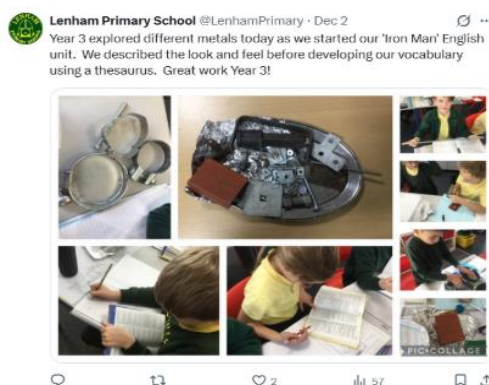 Lenham Primary School @LenhamPrimary · Dec 2
Year 3 explored different metals today as we started our 'Iron Man' English
unit. We described the look and feel before developing our vocabulary
using a thesaurus. Great work Year 3!
PIC•COLLAGE
2
57